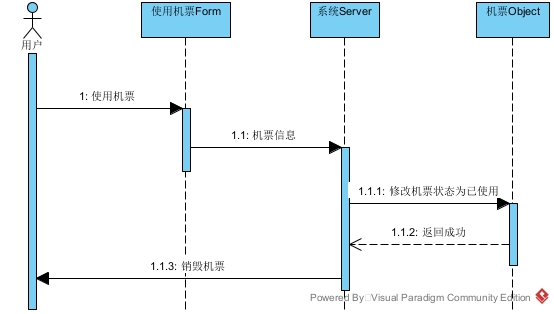 使用机票Form
系统Server
机票Object
用户
1: 使用机票
1.1: 机票信息
1.1.1: 修改机票状态为已使用
1.1.2: 返回成功
1.1.3: 销毁机票
Powered By Visual Paradigm Community Edition